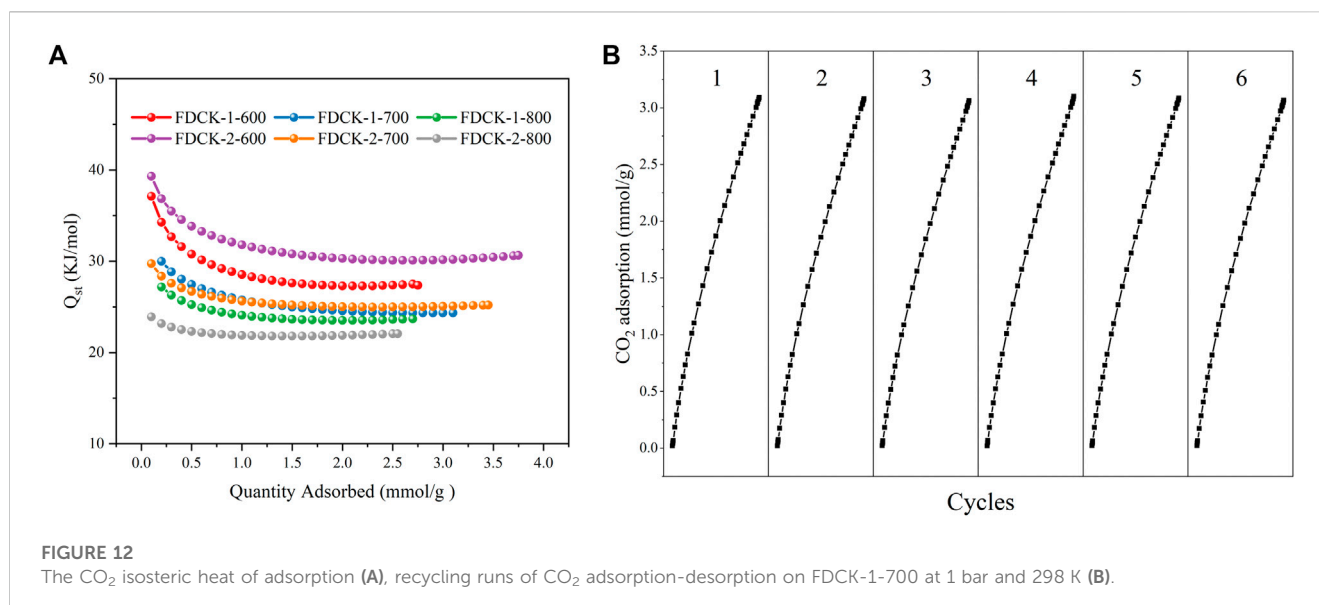 A
50
40
30
20
10
Q_st (KJ/mol)
FDCK-1-600 FDCK-1-700 FDCK-1-800
FDCK-2-600 FDCK-2-700 FDCK-2-800
0.0 0.5 1.0 1.5 2.0 2.5 3.0 3.5 4.0
Quantity Adsorbed (mmol/g )
B
3.5
3.0
2.5
2.0
1.5
1.0
0.5
0.0
CO₂ adsorption (mmol/g)
1 2 3 4 5 6
Cycles
FIGURE 12
The CO₂ isosteric heat of adsorption (A), recycling runs of CO₂ adsorption-desorption on FDCK-1-700 at 1 bar and 298 K (B).